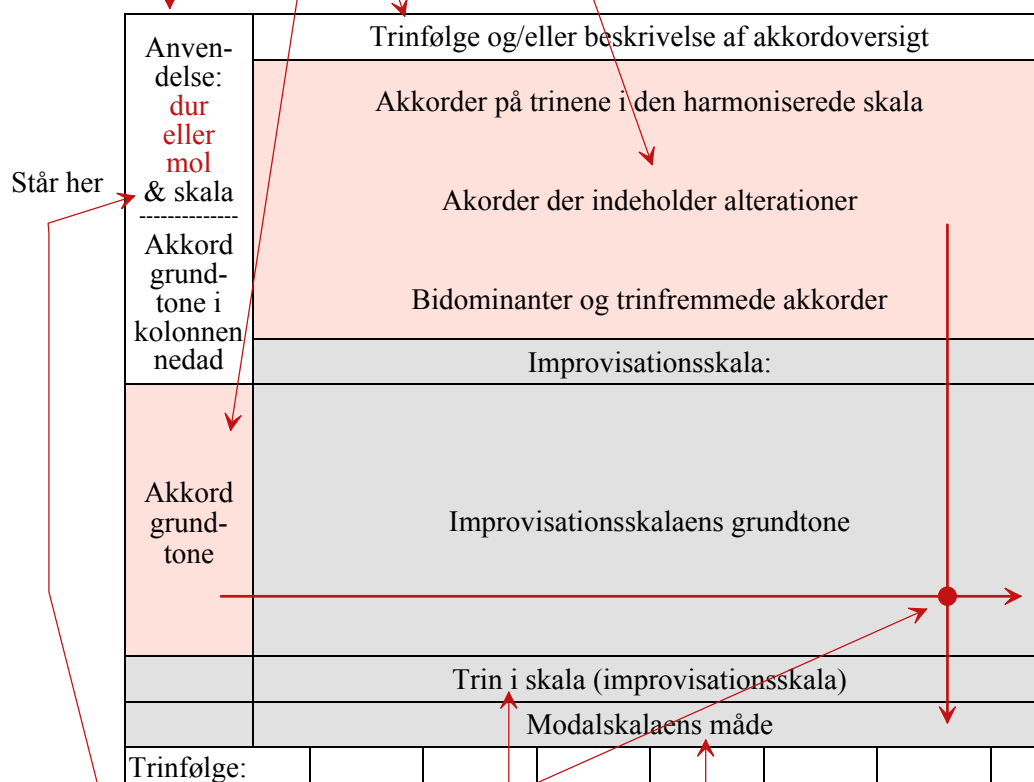 Trinfølge og/eller beskrivelse af akkordoversigt
Anven-
delse:
dur
eller
mol
& skala
--------------
Akkord
grund-
tone i
kolonnen
nedad
Står her
Akkorder på trinene i den harmoniserede skala
Akorder der indeholder alterationer
Bidominanter og trinfremmede akkorder
Improvisationsskala:
Akkord
grund-
tone
Improvisationsskalaens grundtone
Trin i skala (improvisationsskala)
Modalskalaens måde
Trinfølge: